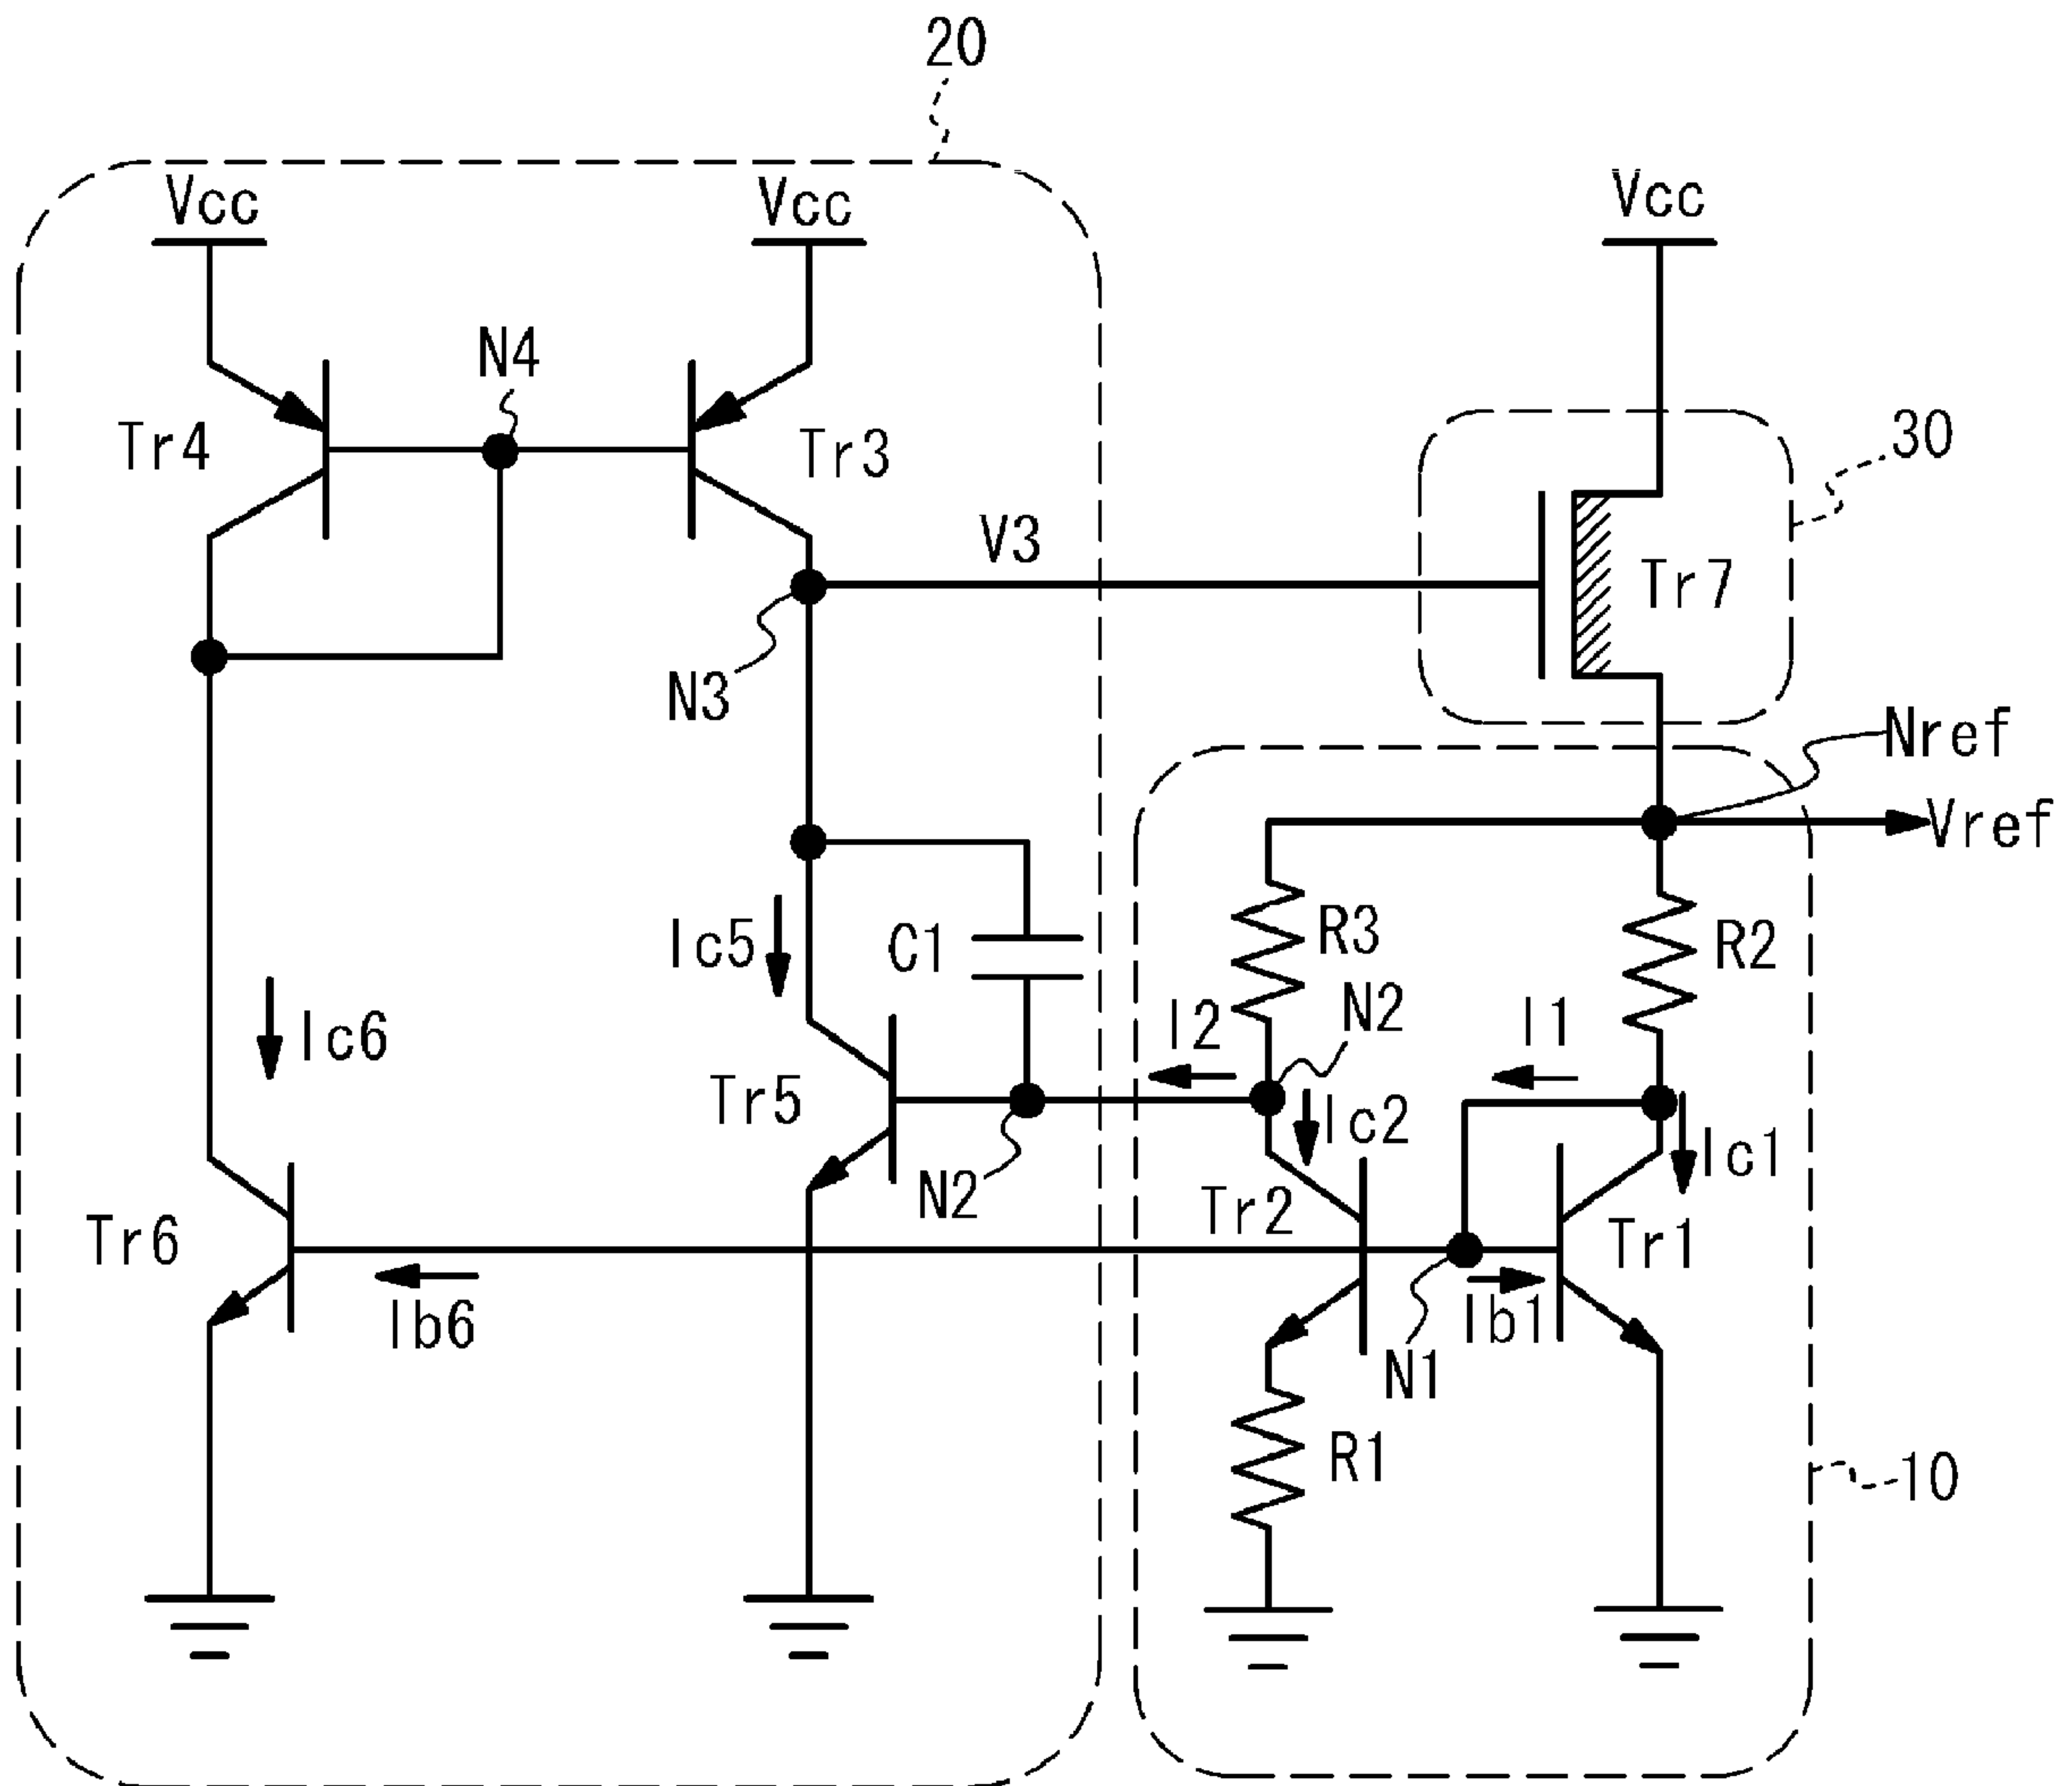 20
Vcc
Vcc
Vcc
N4
Tr4
Tr3
30
V3
Tr7
N3
Nref
Vref
R3
R2
Ic5
C1
N2
I2
I1
Ic6
Tr5
Ic2
Ic1
N2
Tr2
Tr6
Tr1
Ib6
Ib1
N1
R1
10